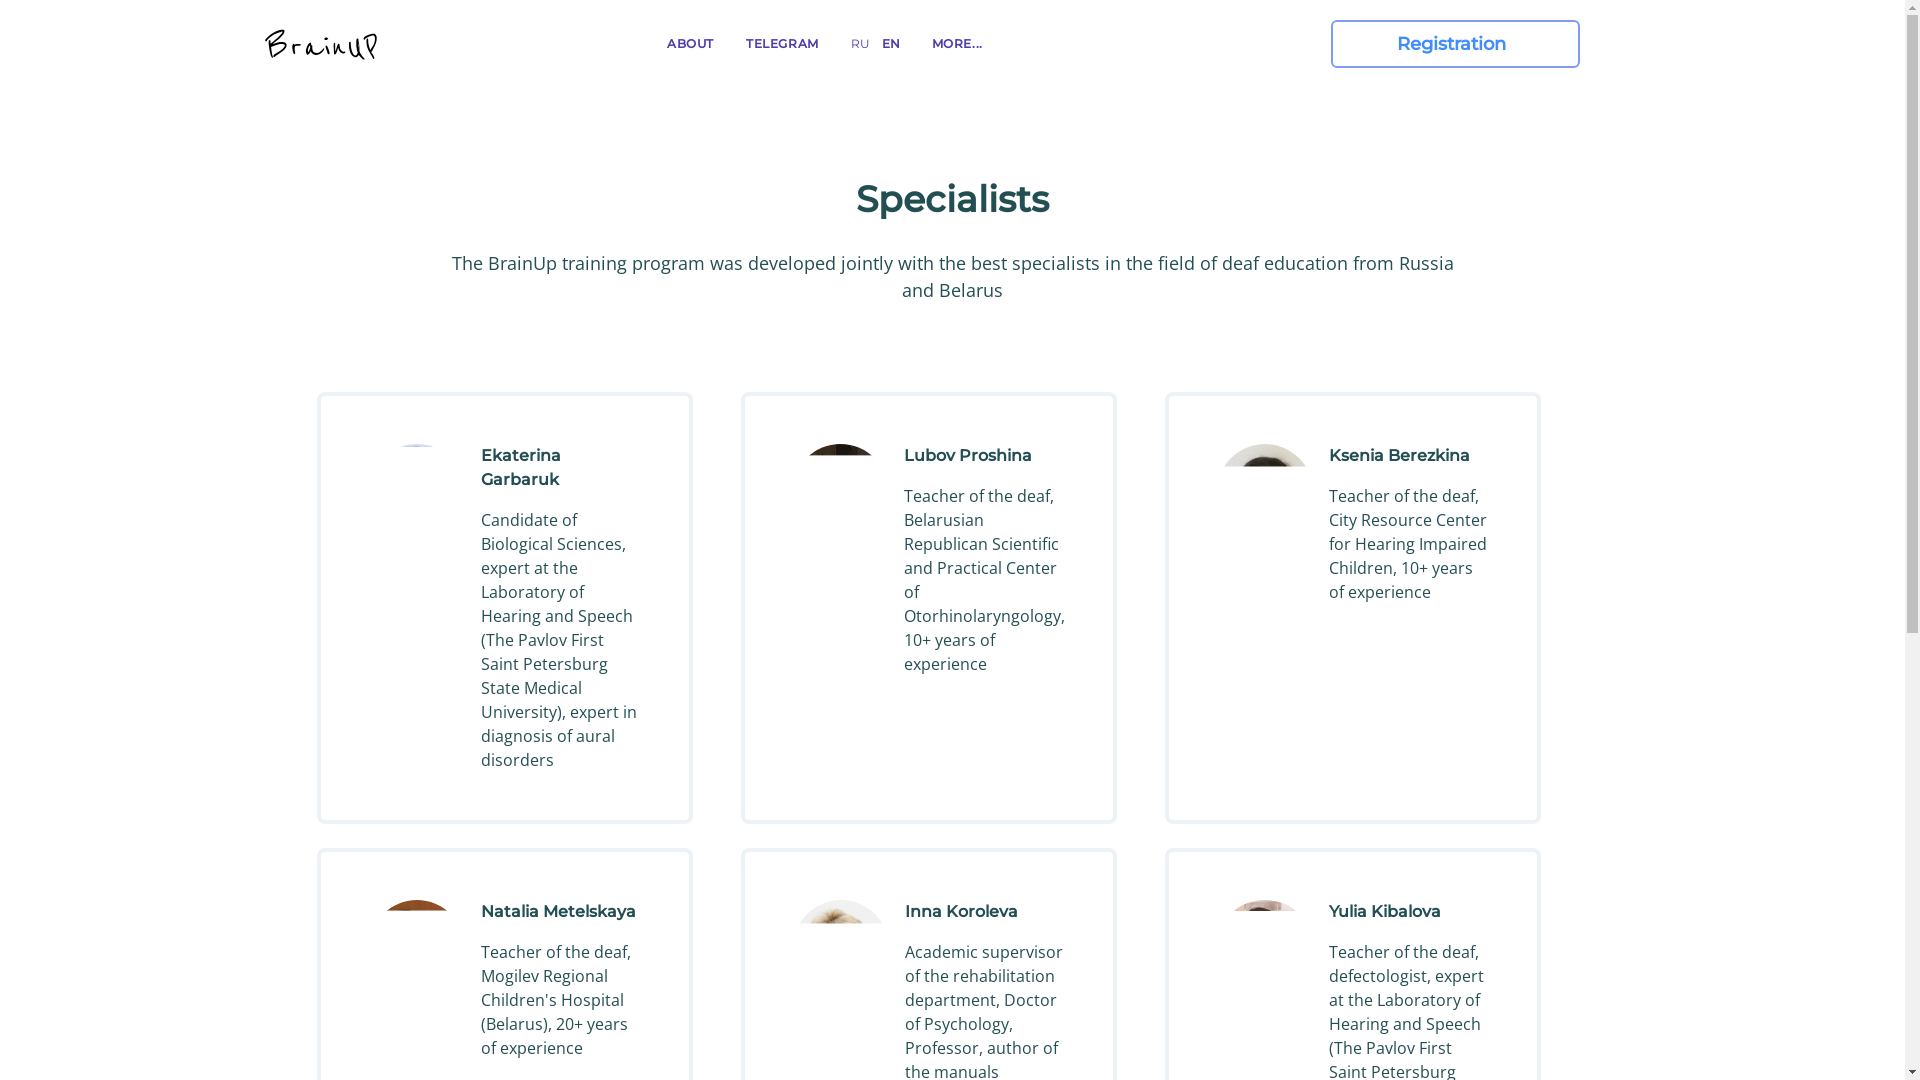 BrainUP
ABOUT
TELEGRAM
RU
EN
MORE...
Registration
Specialists
The BrainUp training program was developed jointly with the best specialists in the field of deaf education from Russia
and Belarus
Ekaterina
Garbaruk
Candidate of
Biological Sciences,
expert at the
Laboratory of
Hearing and Speech
(The Pavlov First
Saint Petersburg
State Medical
University), expert in
diagnosis of aural
disorders
Lubov Proshina
Teacher of the deaf,
Belarusian
Republican Scientific
and Practical Center
of
Otorhinolaryngology,
10+ years of
experience
Ksenia Berezkina
Teacher of the deaf,
City Resource Center
for Hearing Impaired
Children, 10+ years
of experience
Natalia Metelskaya
Teacher of the deaf,
Mogilev Regional
Children's Hospital
(Belarus), 20+ years
of experience
Inna Koroleva
Academic supervisor
of the rehabilitation
department, Doctor
of Psychology,
Professor, author of
the manuals
Yulia Kibalova
Teacher of the deaf,
defectologist, expert
at the Laboratory of
Hearing and Speech
(The Pavlov First
Saint Petersburg